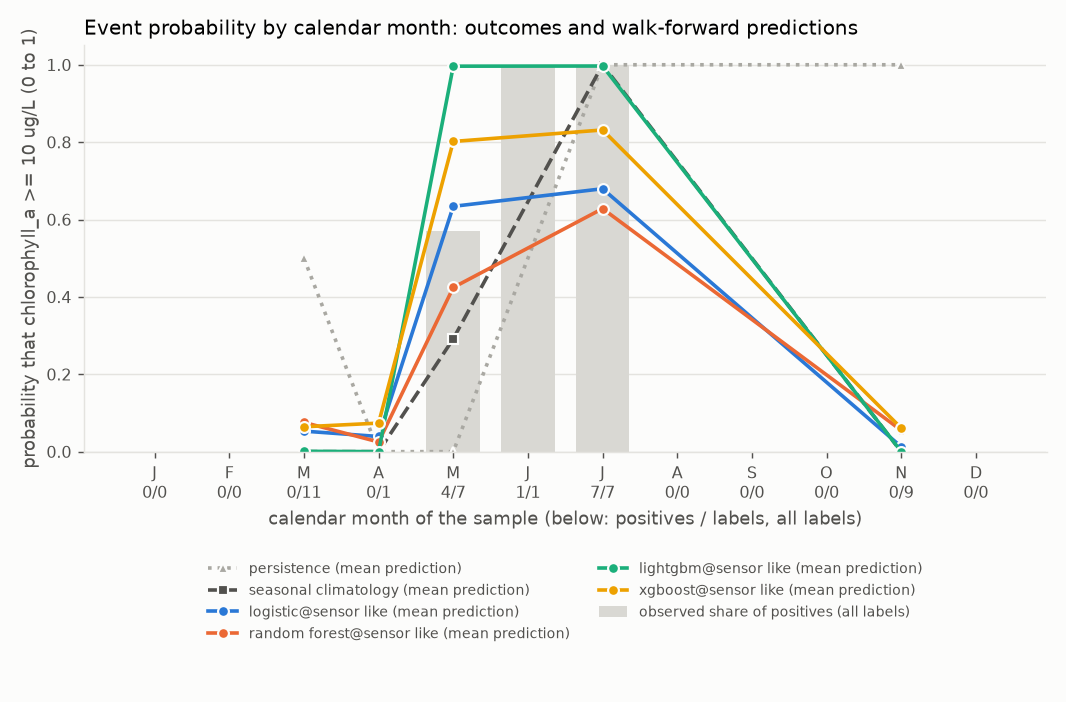 Event probability by calendar month: outcomes and walk-forward predictions
probability that chlorophyll_a >= 10 ug/L (0 to 1)
1.0
0.8
0.6
0.4
0.2
0.0
J F M A M J J A S O N D
0/0 0/0 0/11 0/1 4/7 1/1 7/7 0/0 0/0 0/0 0/9 0/0
calendar month of the sample (below: positives / labels, all labels)
persistence (mean prediction)
seasonal climatology (mean prediction)
logistic@sensor like (mean prediction)
random forest@sensor like (mean prediction)
lightgbm@sensor like (mean prediction)
xgboost@sensor like (mean prediction)
observed share of positives (all labels)